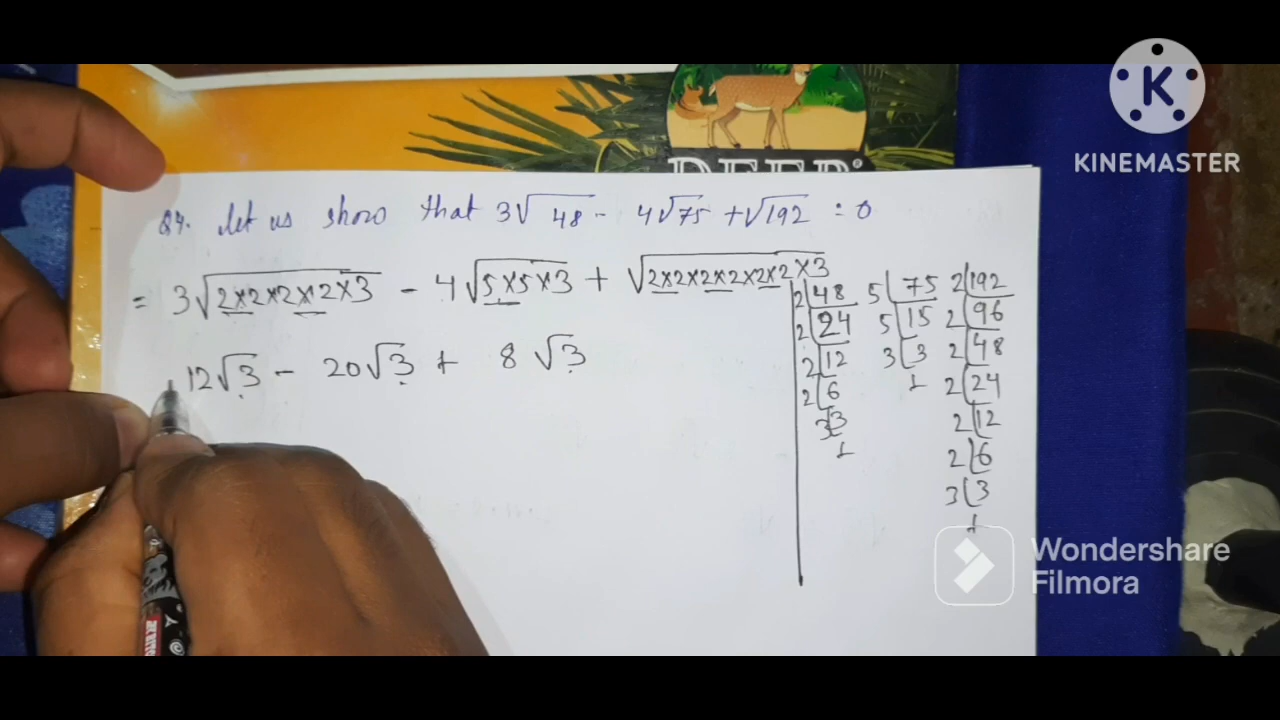 KINEMASTER
DEER
Q7. Let us show that 3√48 - 4√75 + √192 = 0
= 3√2×2×2×2×3 - 4√5×5×3 + √2×2×2×2×2×2×3
12√3 - 20√3 + 8√3
2 48
2 24
2 12
2 6
3 3
1
5 75
5 15
3 3
1
2 192
2 96
2 48
2 24
2 12
2 6
3 3
1
Wondershare
Filmora